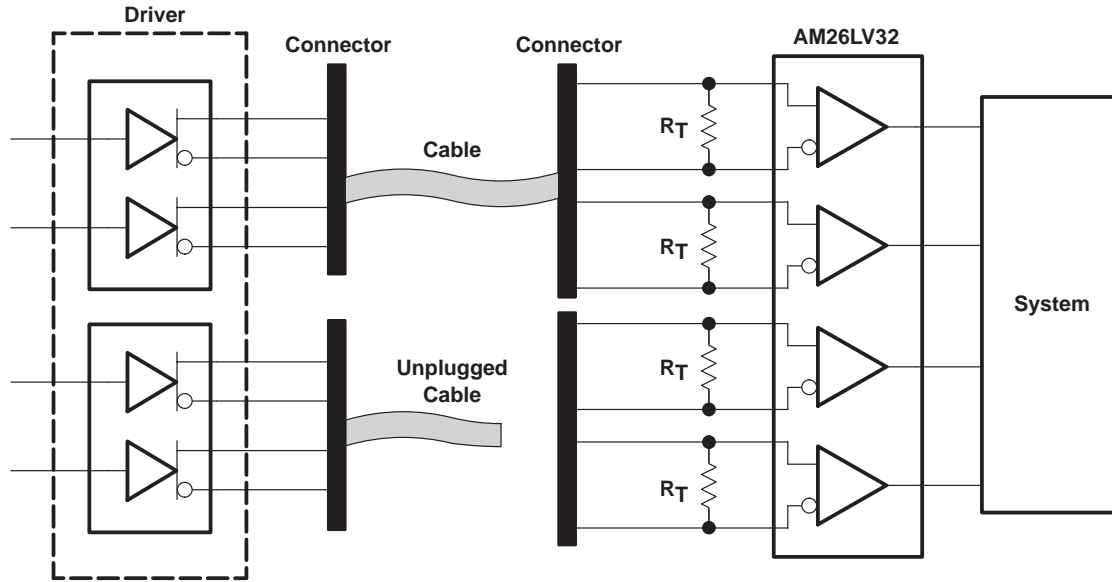 Driver
Connector
Connector
AM26LV32
RT
Cable
RT
System
Unplugged
Cable
RT
RT